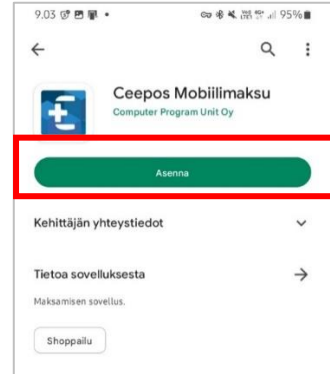 9.03
95%
Ceepos Mobiilimaksu
Computer Program Unit Oy
Asenna
Kehittäjän yhteystiedot
Tietoa sovelluksesta
Maksamisen sovellus.
Shoppailu